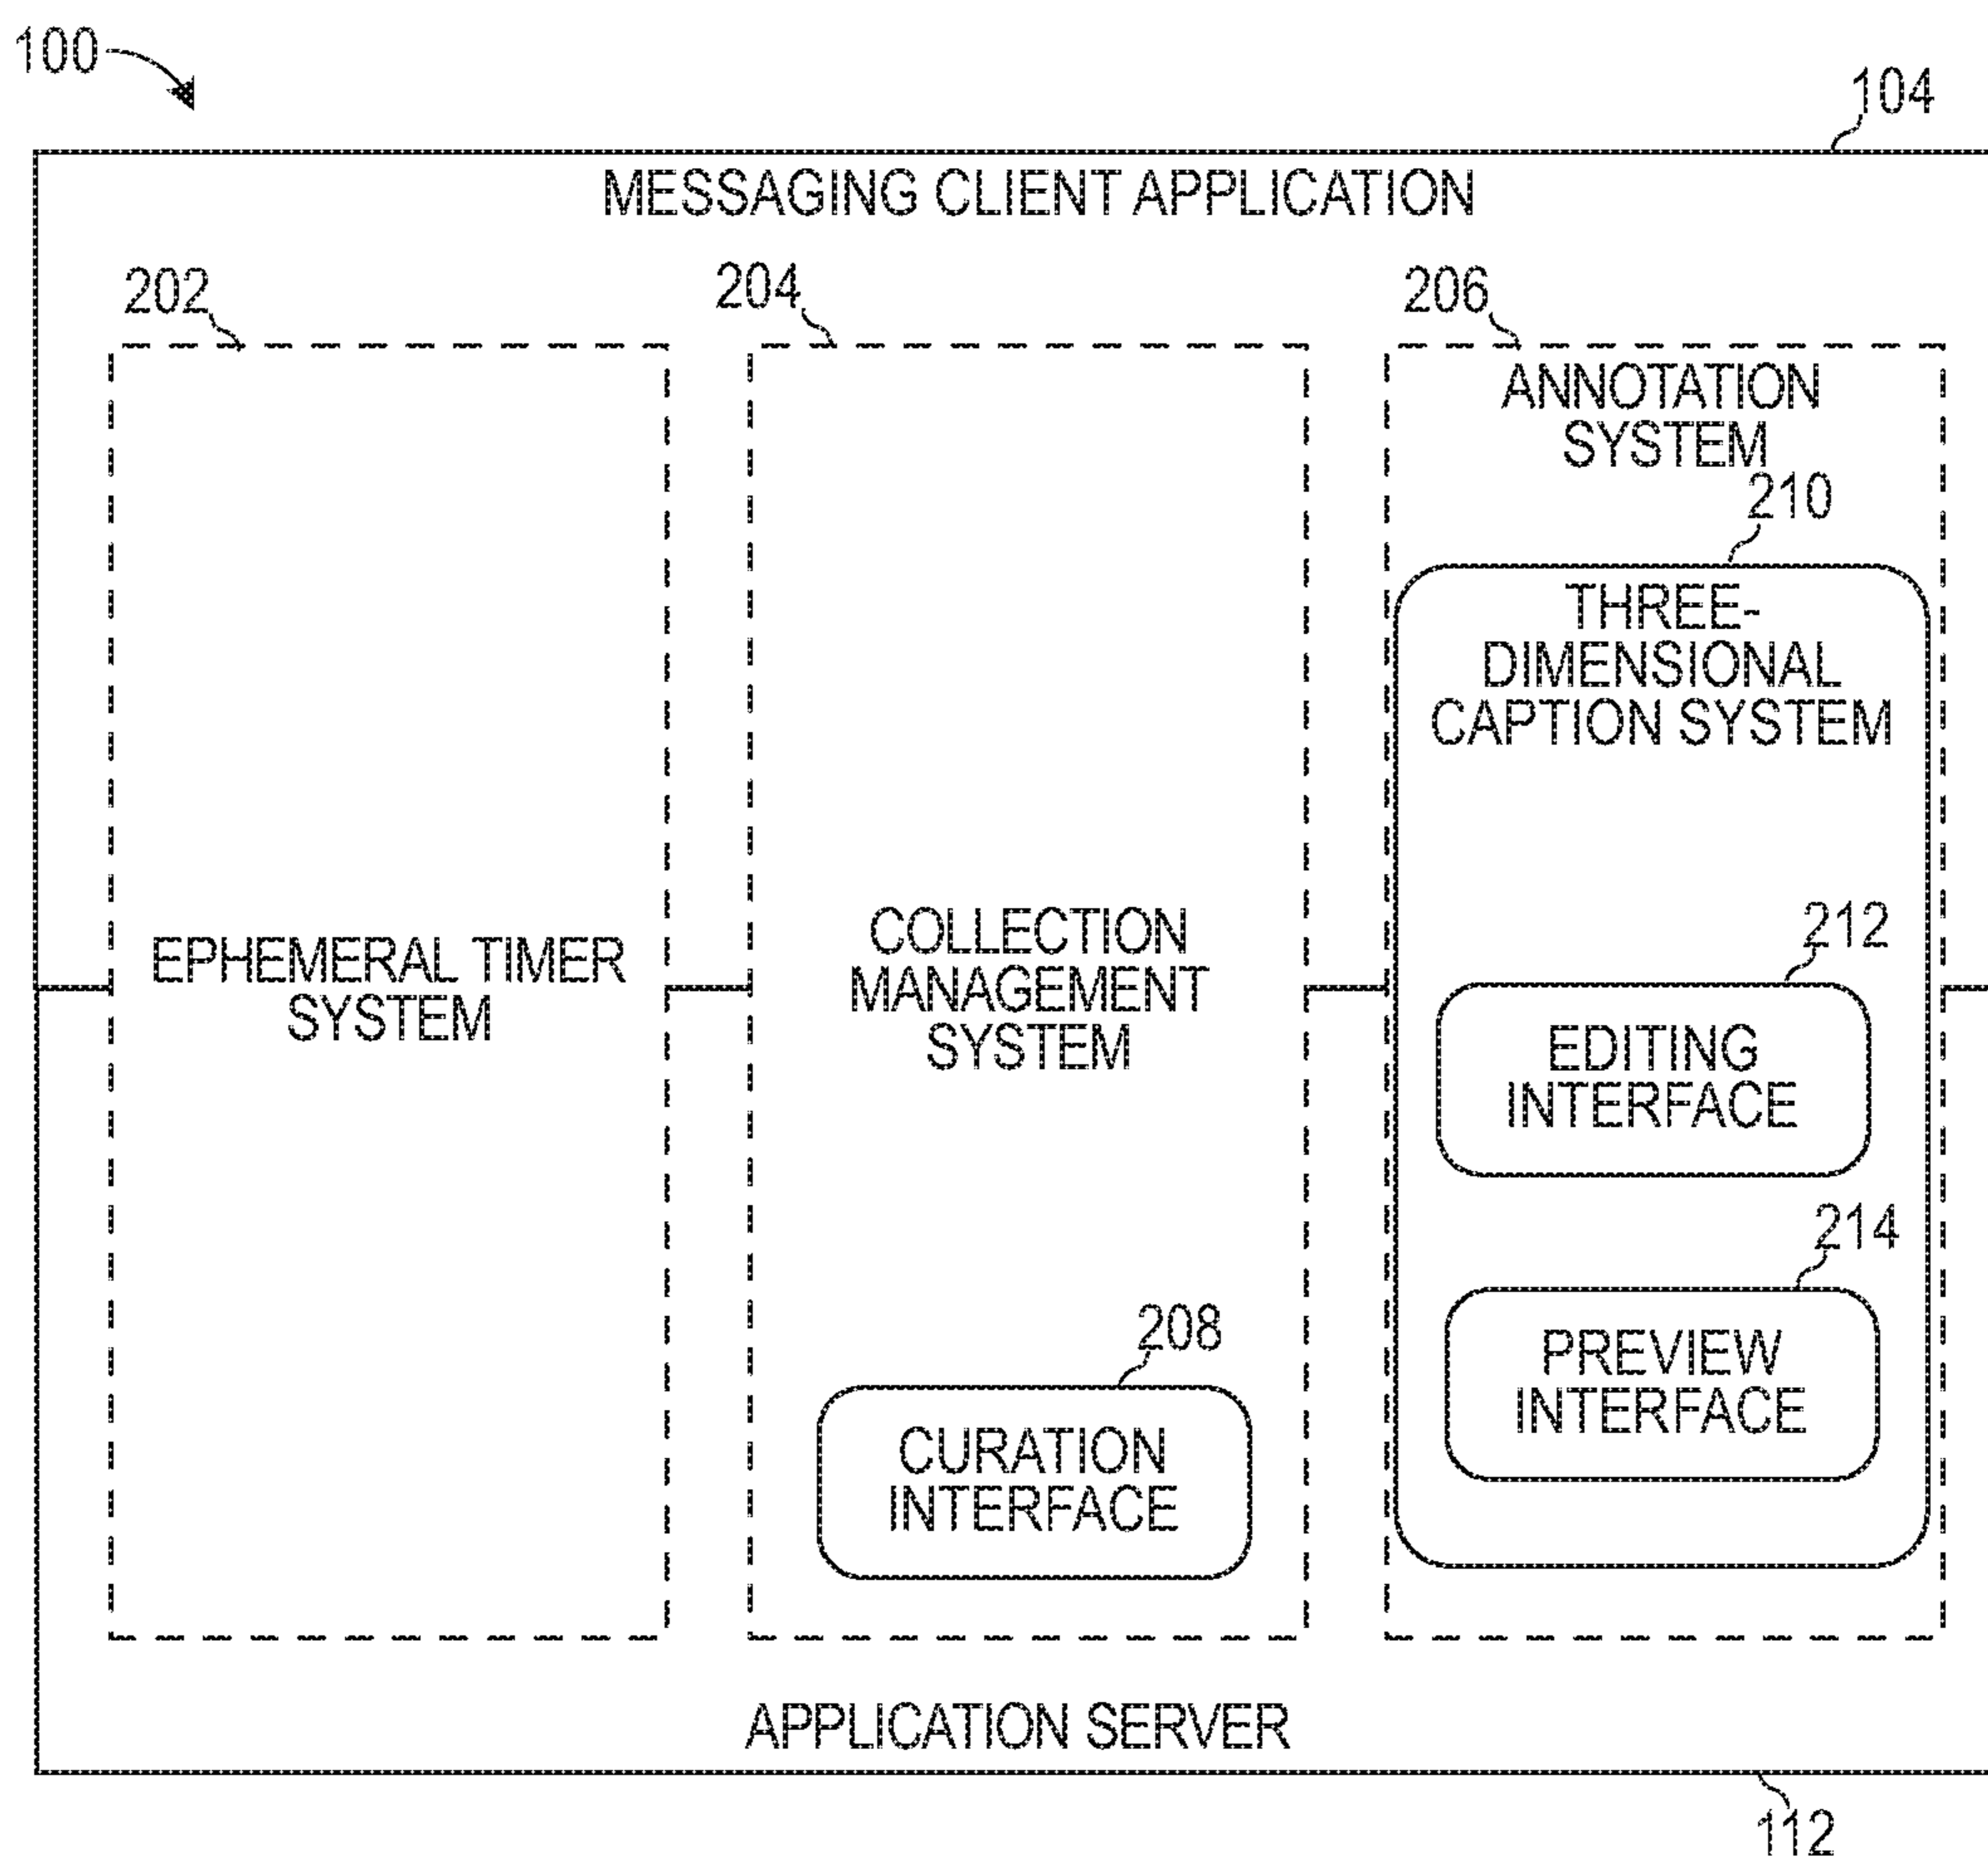 100
104
MESSAGING CLIENT APPLICATION
202
204
206
ANNOTATION
SYSTEM
210
THREE-
DIMENSIONAL
CAPTION SYSTEM
EPHEMERAL TIMER
SYSTEM
COLLECTION
MANAGEMENT
SYSTEM
212
EDITING
INTERFACE
214
PREVIEW
INTERFACE
208
CURATION
INTERFACE
APPLICATION SERVER
112